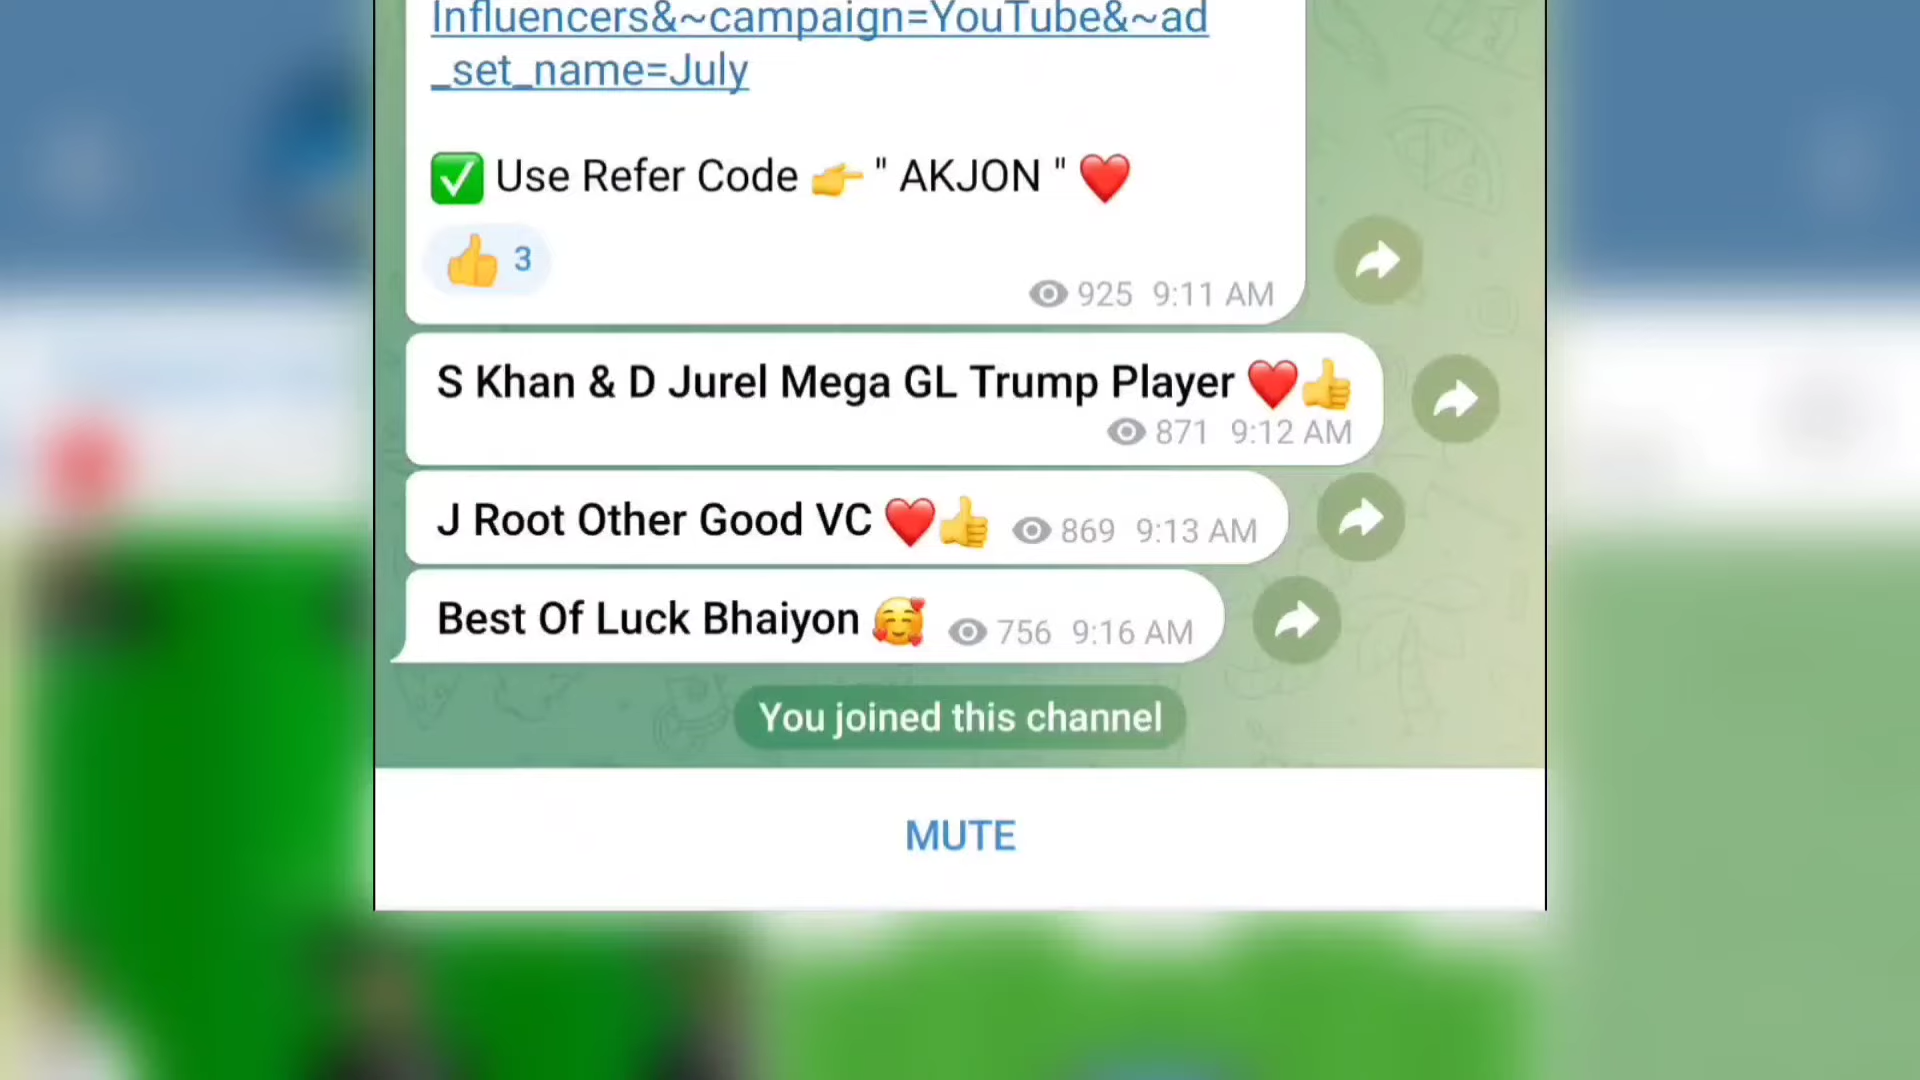 Influencers&~campaign=YouTube&~ad
_set_name=July
✅ Use Refer Code 👉 " AKJON " ❤️
👍 3
925 9:11 AM
S Khan & D Jurel Mega GL Trump Player ❤️👍
871 9:12 AM
J Root Other Good VC ❤️👍 869 9:13 AM
Best Of Luck Bhaiyon 🥰 756 9:16 AM
You joined this channel
MUTE